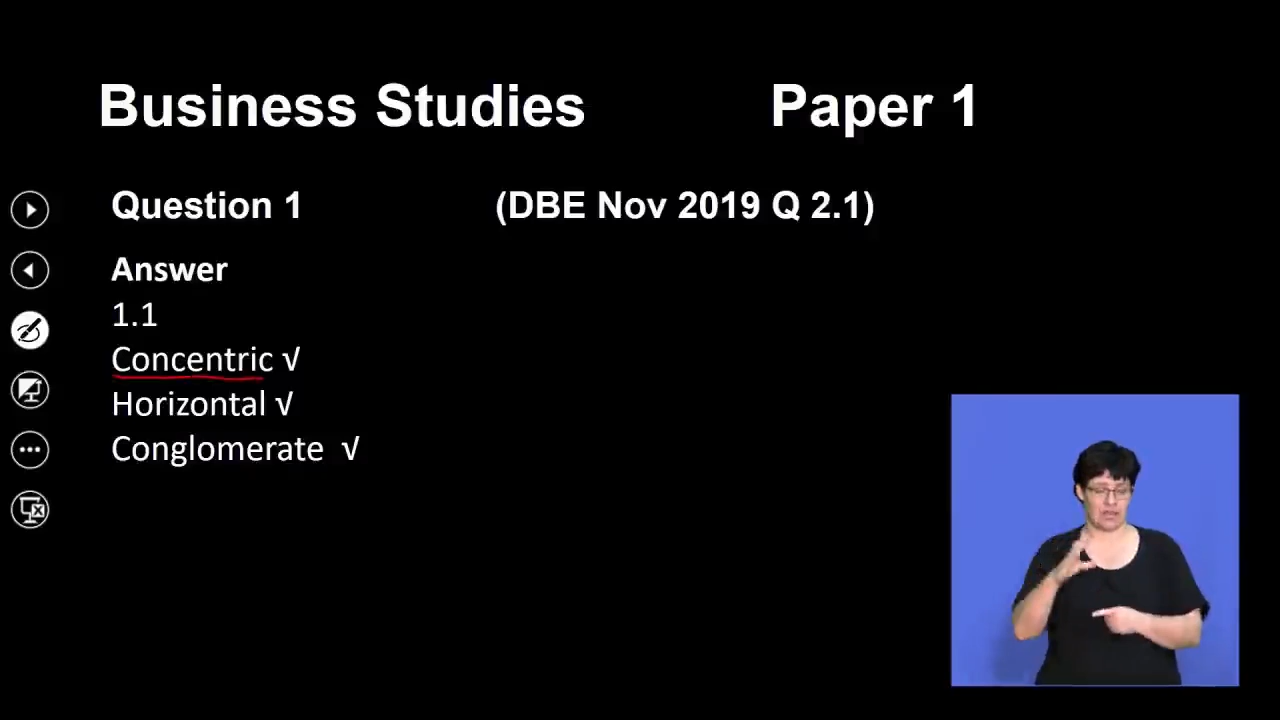 Business Studies Paper 1
Question 1 (DBE Nov 2019 Q 2.1)
Answer
1.1
Concentric √
Horizontal √
Conglomerate √